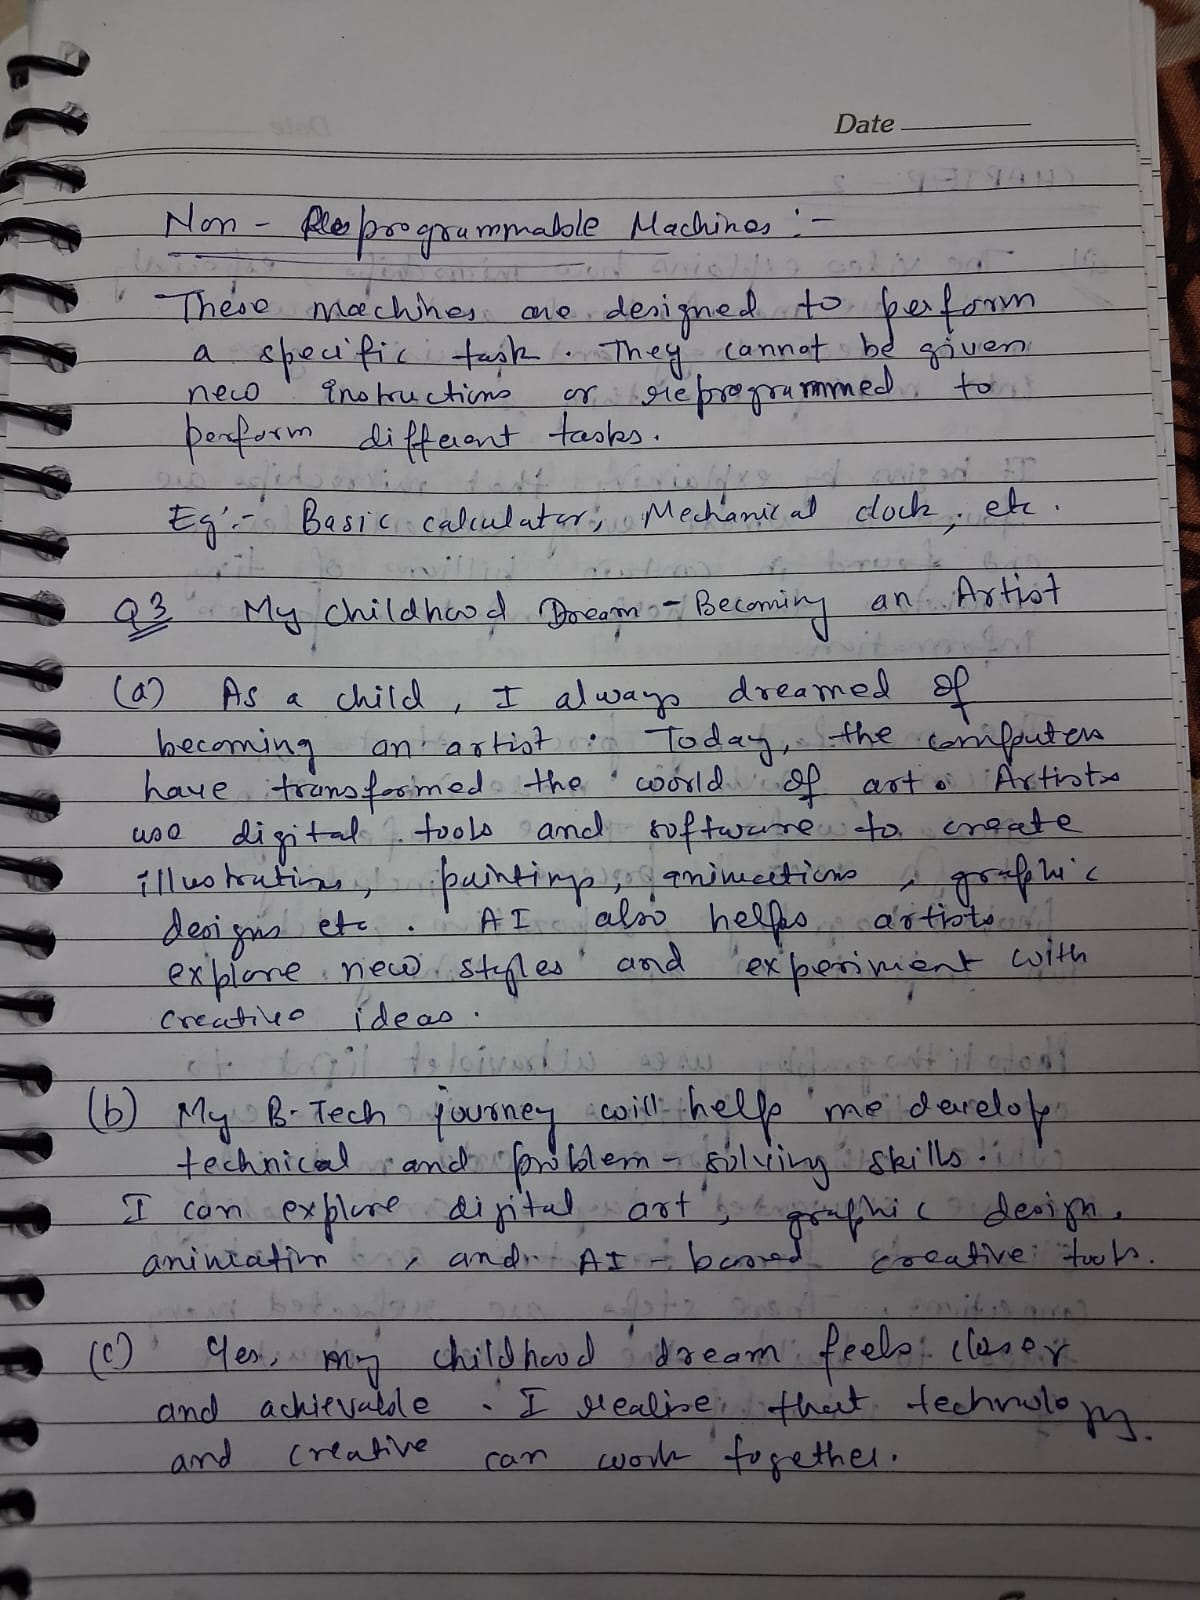 Date
Non - Reprogrammable Machines :-
These machines are designed to perform
a specific task. They cannot be given
new instructions or reprogrammed to
perform different tasks.
Eg:- Basic calculator, Mechanical clock, etc.
Q3 My childhood Dream - Becoming an Artist
(a) As a child, I always dreamed of
becoming an artist. Today, the computers
have transformed the world of art. Artists
use digital tools and software to create
illustrations, paintings, animations, graphic
designs etc. AI also helps artists
explore new styles and experiment with
creative ideas.
(b) My B-Tech journey will help me develop
technical and problem-solving skills.
I can explore digital art, graphic design,
animation, and AI-based creative tools.
(c) Yes, my childhood dream feels closer
and achievable. I realise that technology.
and creative can work together.